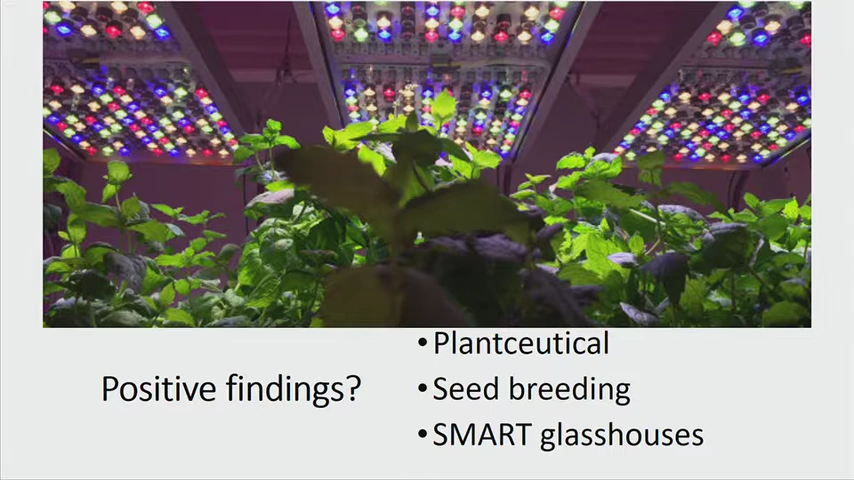 Positive findings?
•Plantceutical
•Seed breeding
•SMART glasshouses